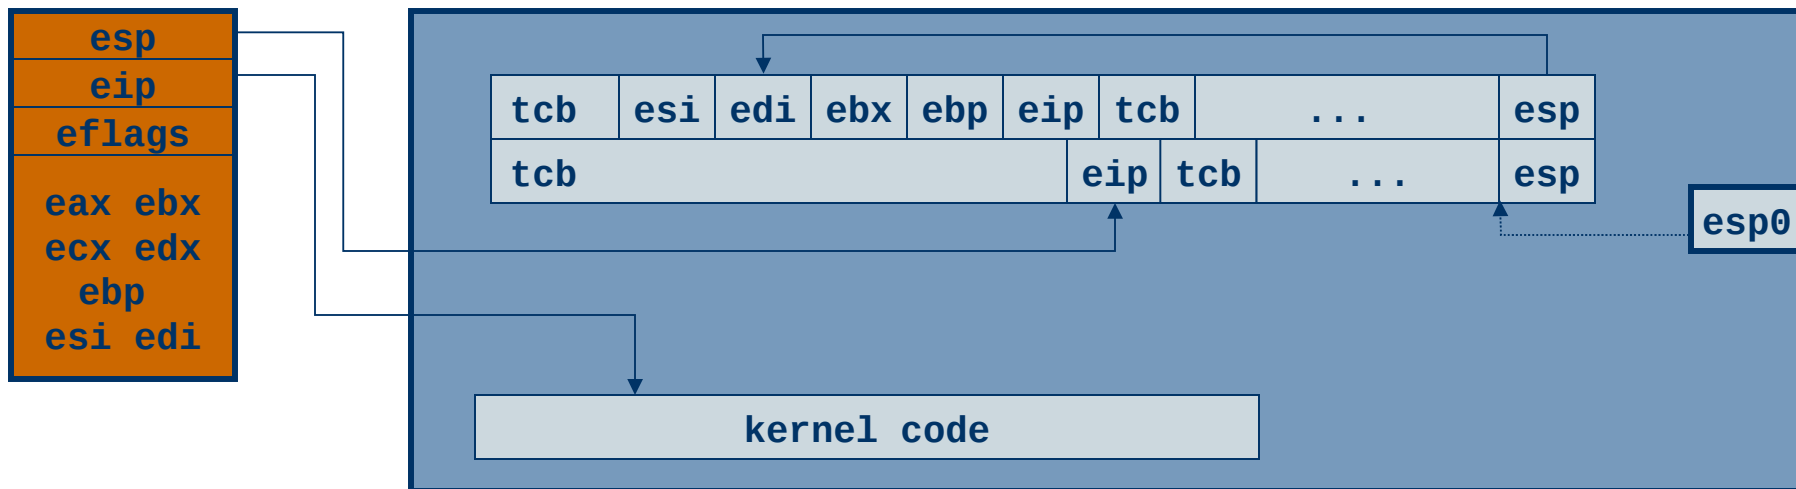 esp
eip
eflags
eax ebx
ecx edx
ebp
esi edi
tcb esi edi ebx ebp eip tcb ... esp
tcb eip tcb ... esp
esp0
kernel code